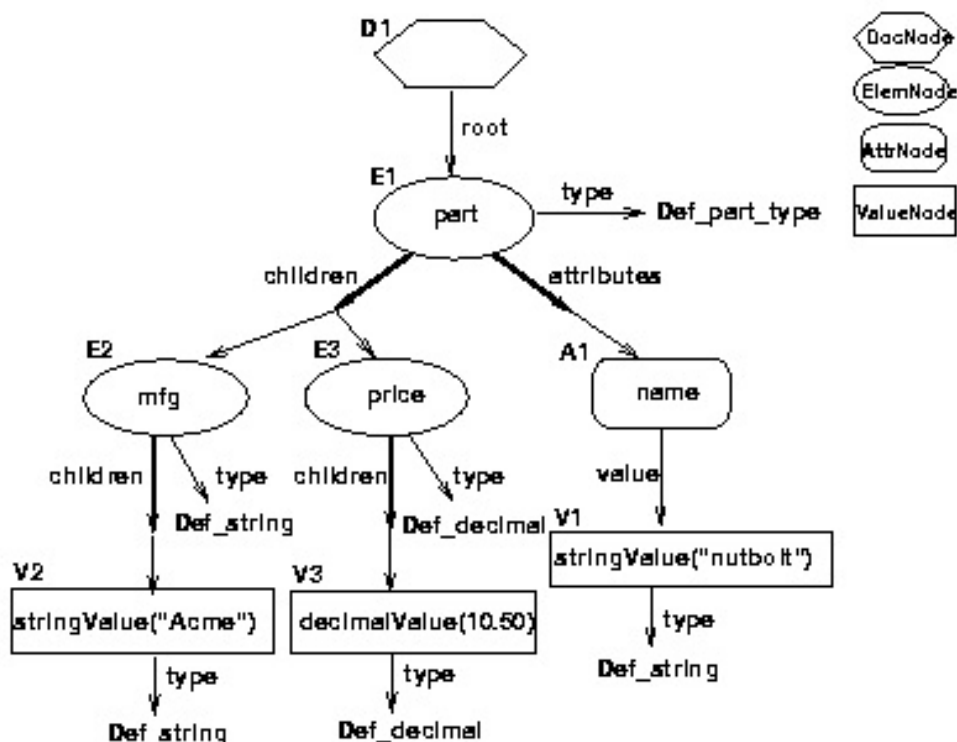 D1
DocNode
ElemNode
AttrNode
ValueNode
root
E1
part
type
Def_part_type
children
attributes
E2
E3
A1
mfg
price
name
children
type
children
type
value
Def_string
Def_decimal
V1
stringValue("nutbolt")
V2
V3
stringValue("Acme")
decimalValue(10.50)
type
Def_string
type
type
Def_string
Def_decimal